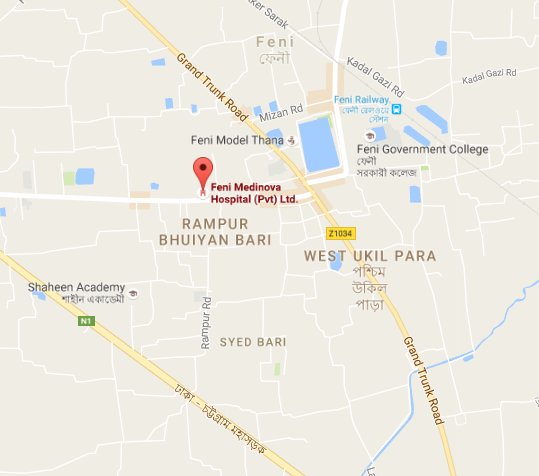 ker Sarak
Feni
ফেনী
Kadal Gazi Rd
Kadal Gazi Rd
Grand Trunk Road
Feni Railway
ফেনী রেলওয়ে
স্টেশন
Mizan Rd
Feni Model Thana
Feni Government College
ফেনী
সরকারী কলেজ
Feni Medinova
Hospital (Pvt) Ltd.
RAMPUR
BHUIYAN BARI
Z1034
WEST UKIL PARA
পশ্চিম
উকিল
পাড়া
Shaheen Academy
শাহীন একাডেমী
N1
Rampur Rd
SYED BARI
Grand Trunk Road
ঢাকা - চট্টগ্রাম মহাসড়ক